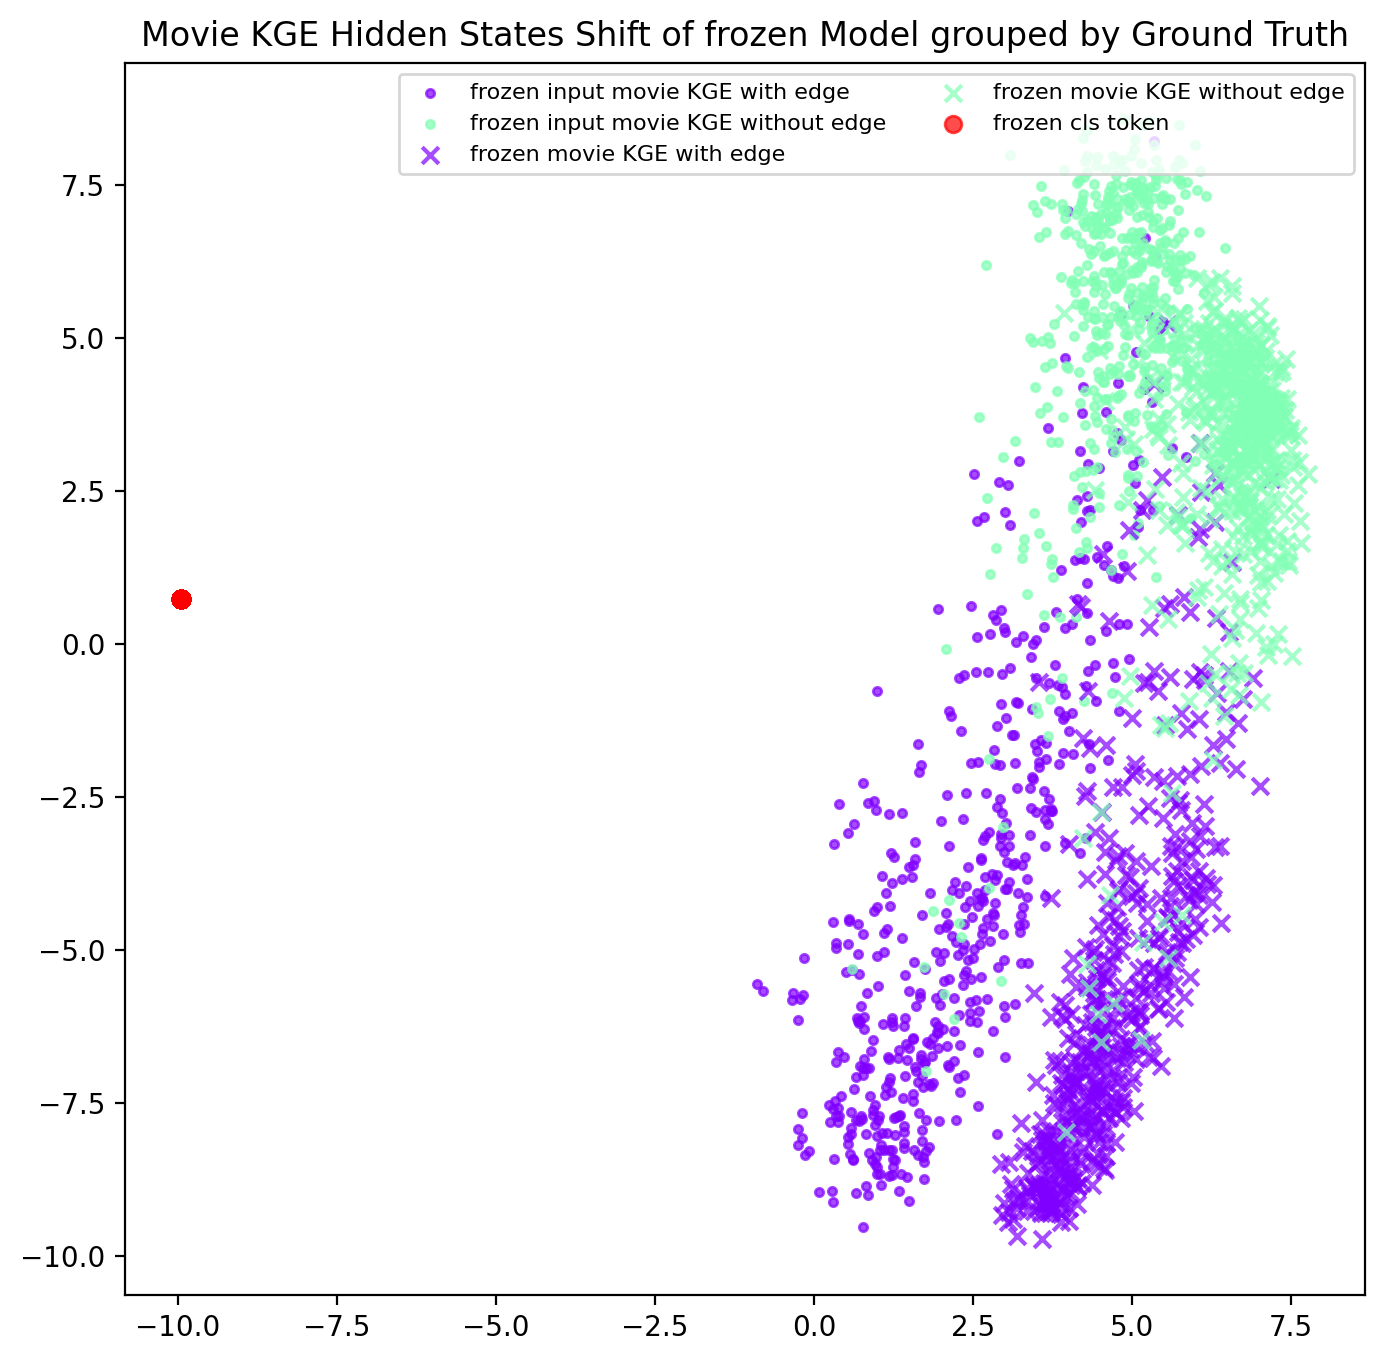 Movie KGE Hidden States Shift of frozen Model grouped by Ground Truth
frozen input movie KGE with edge
frozen input movie KGE without edge
frozen movie KGE with edge
frozen movie KGE without edge
frozen cls token
7.5
5.0
2.5
0.0
−2.5
−5.0
−7.5
−10.0
−10.0 −7.5 −5.0 −2.5 0.0 2.5 5.0 7.5